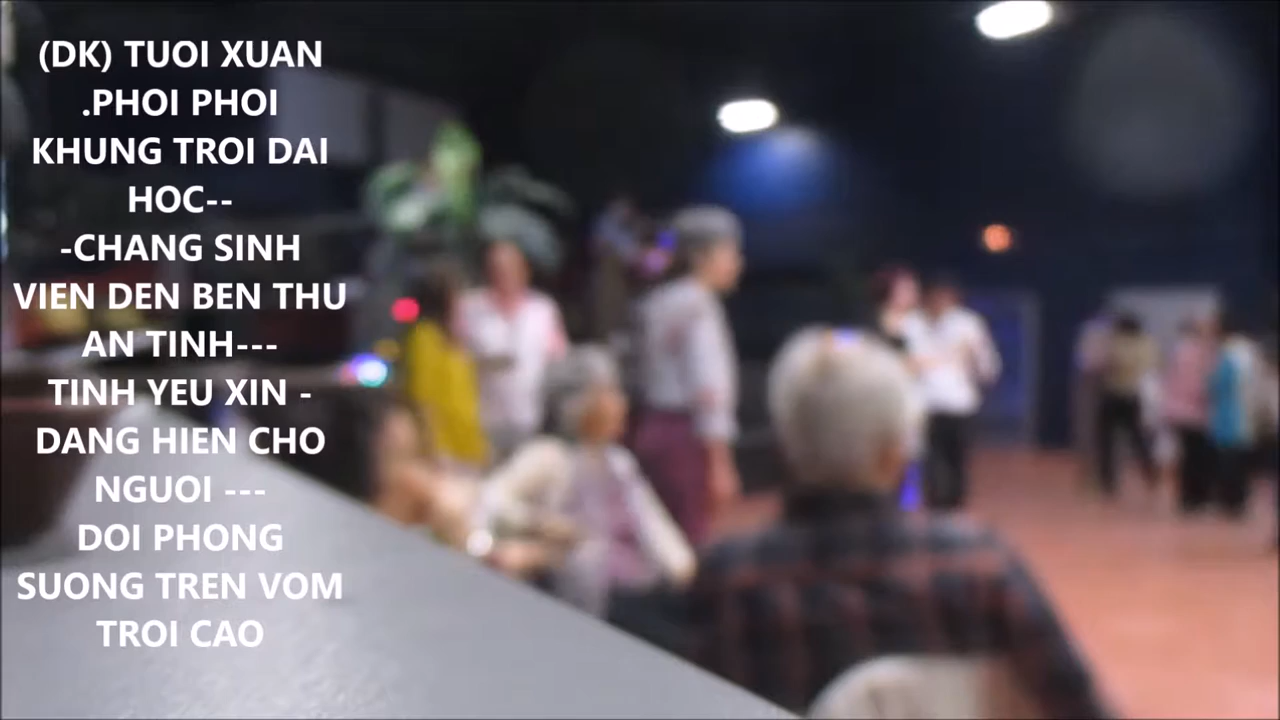 (DK) TUOI XUAN
.PHOI PHOI
KHUNG TROI DAI
HOC--
-CHANG SINH
VIEN DEN BEN THU
AN TINH---
TINH YEU XIN -
DANG HIEN CHO
NGUOI ---
DOI PHONG
SUONG TREN VOM
TROI CAO